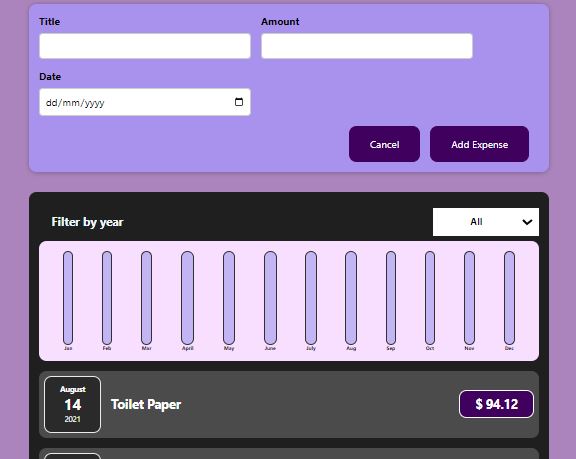 Title Amount
Date
dd/mm/yyyy
Cancel Add Expense
Filter by year All
Jan Feb Mar April May June July Aug Sep Oct Nov Dec
August
14
2021
Toilet Paper
$ 94.12